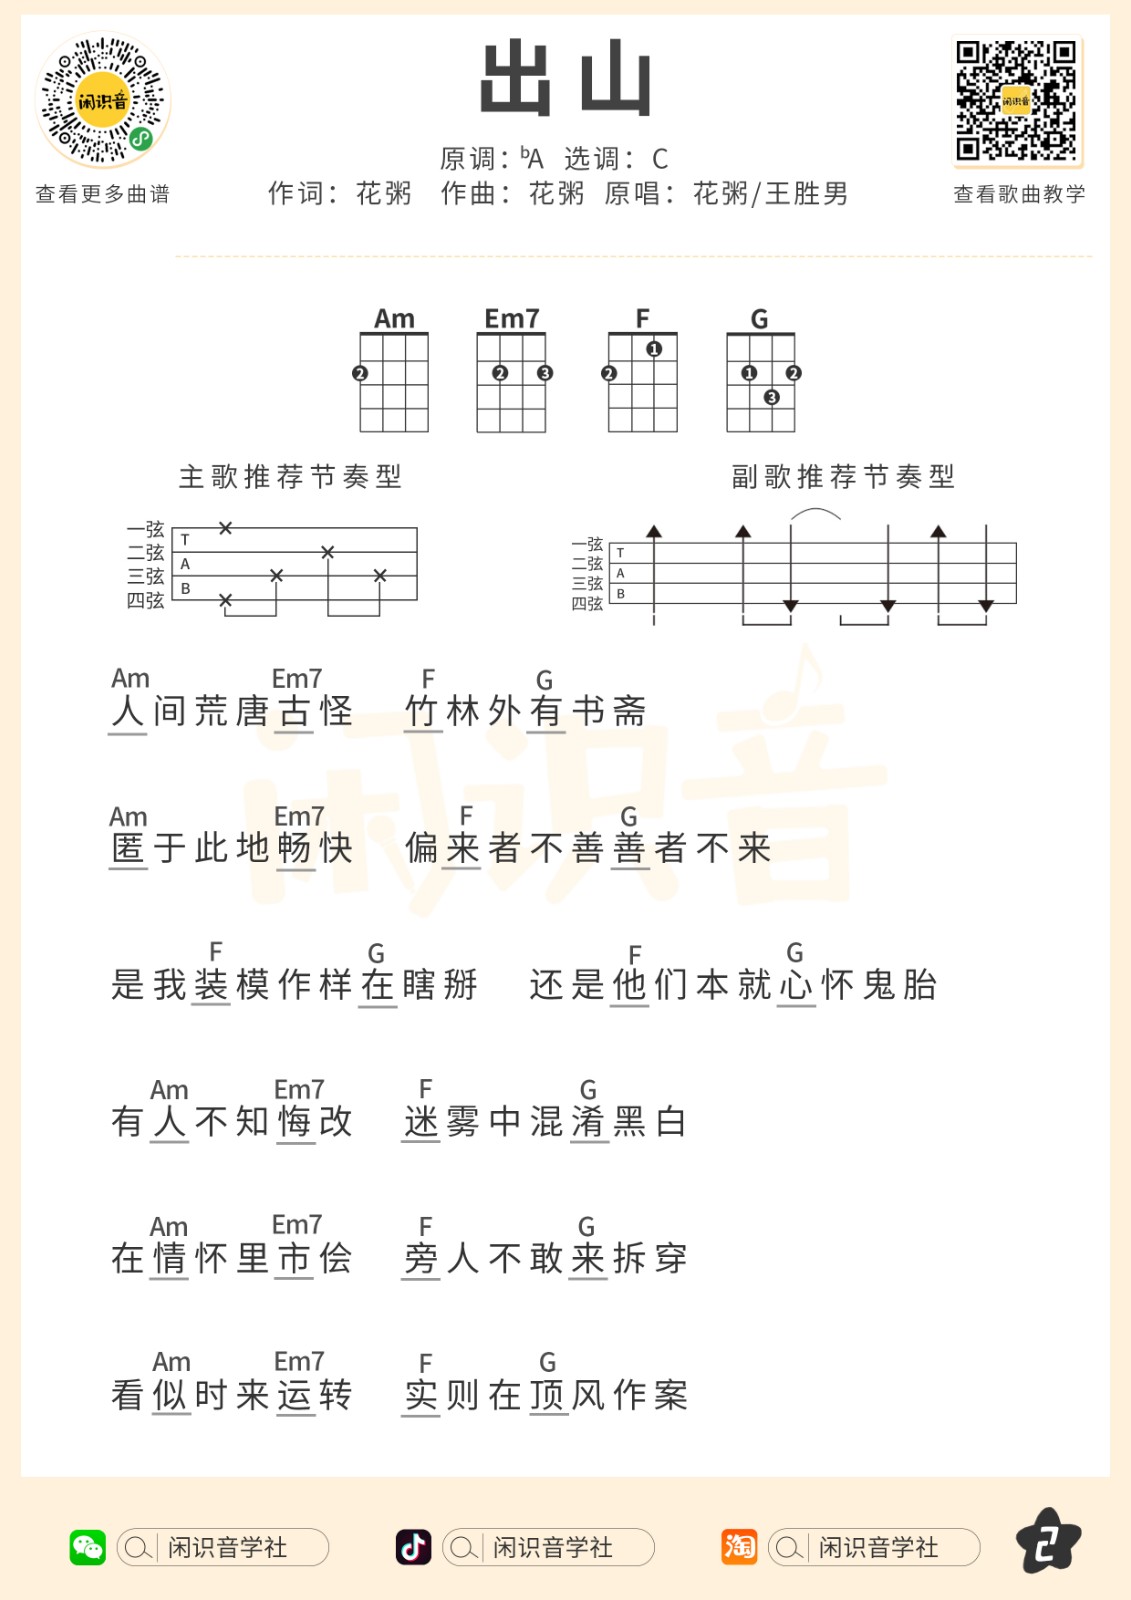 出山
原调：ᵇA 选调：C
作词：花粥 作曲：花粥 原唱：花粥/王胜男
闲识音
查看更多曲谱
闲识音
查看歌曲教学
Am Em7 F G
2 2 3 1 2 1 2 3
主歌推荐节奏型
一弦
二弦
三弦
四弦
T
A
B
副歌推荐节奏型
一弦
二弦
三弦
四弦
T
A
B
闲识音
Am Em7 F G
人间荒唐古怪 竹林外有书斋
Am Em7 F G
匿于此地畅快 偏来者不善善者不来
F G F G
是我装模作样在瞎掰 还是他们本就心怀鬼胎
Am Em7 F G
有人不知悔改 迷雾中混淆黑白
Am Em7 F G
在情怀里市侩 旁人不敢来拆穿
Am Em7 F G
看似时来运转 实则在顶风作案
闲识音学社 闲识音学社 淘 闲识音学社 2